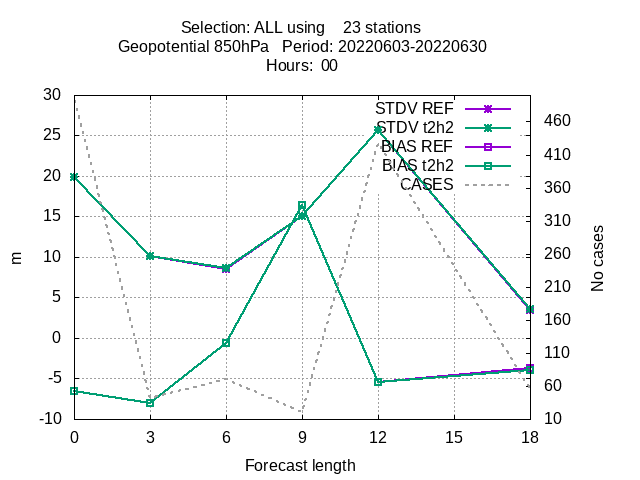 Selection: ALL using    23 stations
Geopotential 850hPa   Period: 20220603-20220630
Hours:  00
30
25
20
15
10
5
0
-5
-10
m
STDV REF
STDV t2h2
BIAS REF
BIAS t2h2
CASES
460
410
360
310
260
210
160
110
60
10
No cases
0 3 6 9 12 15 18
Forecast length